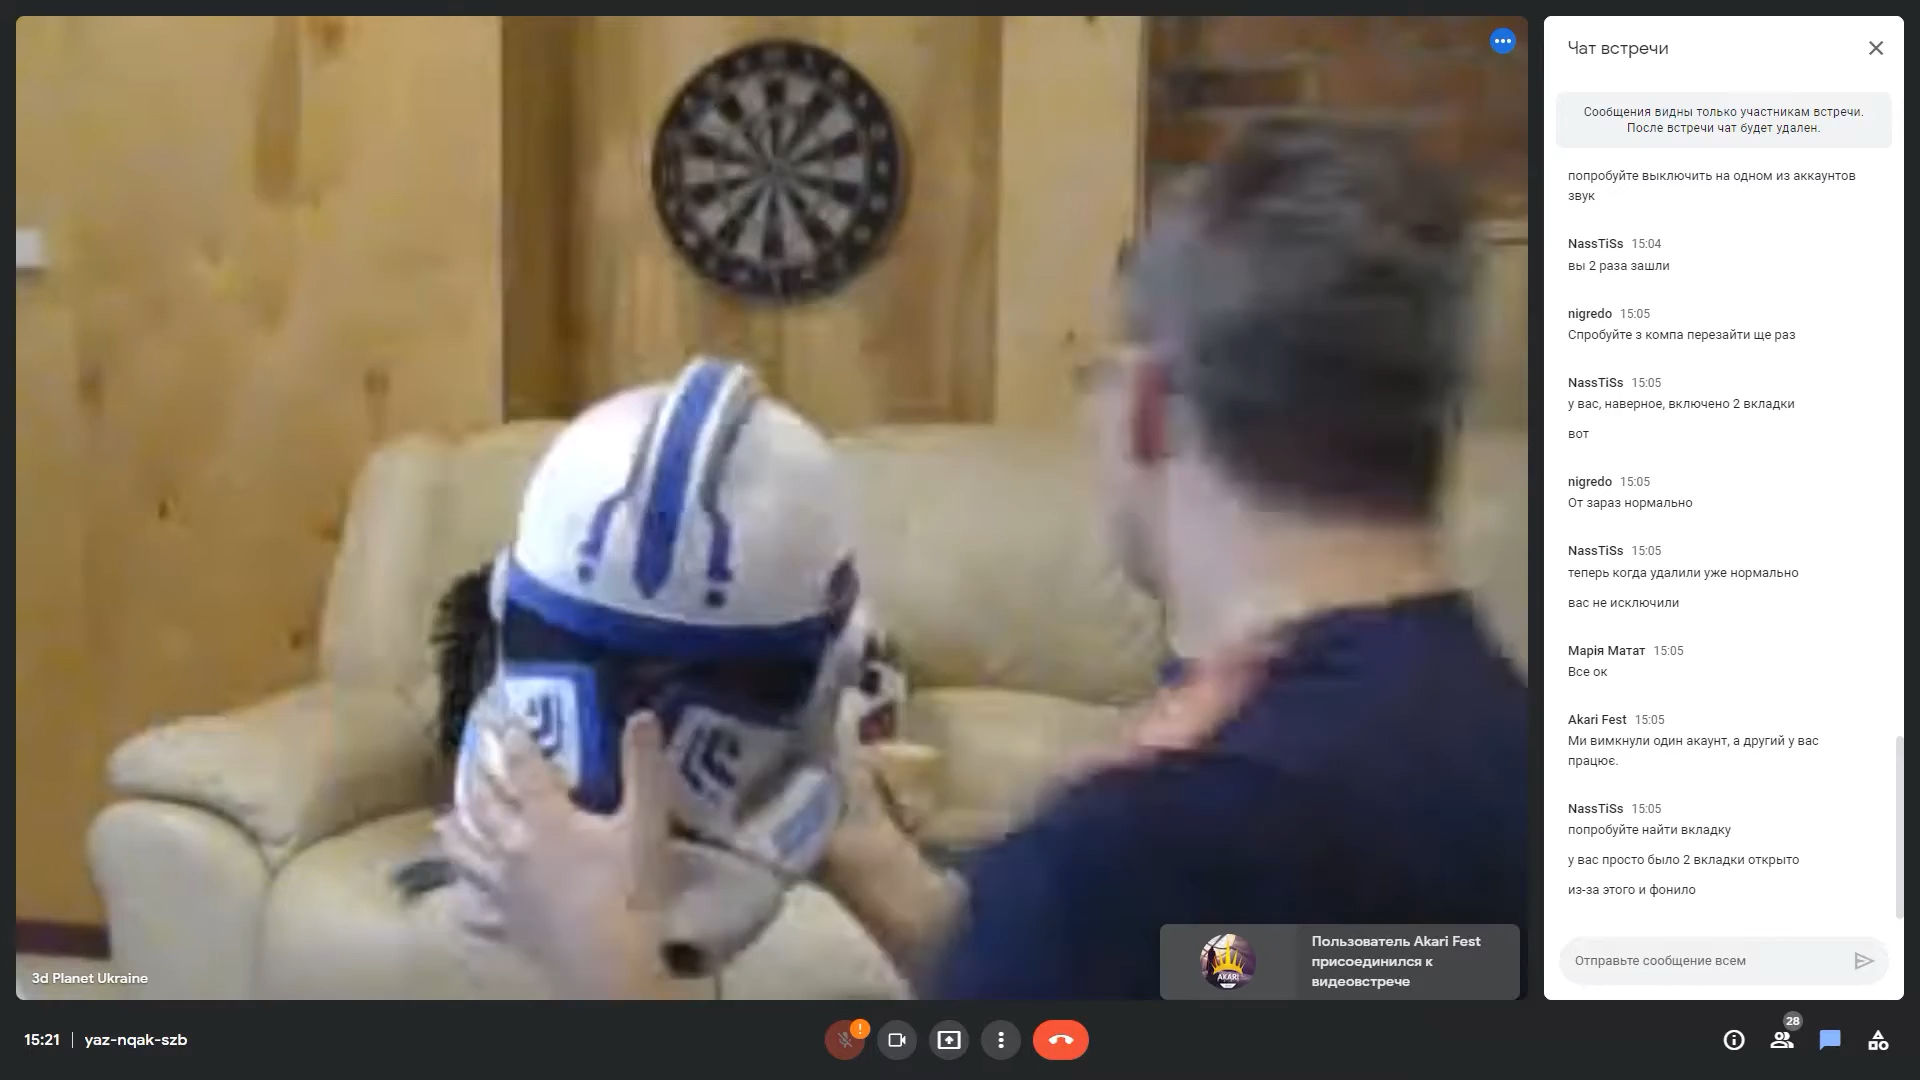 3d Planet Ukraine
AKARI
Пользователь Akari Fest
присоединился к
видеовстрече
Чат встречи
Сообщения видны только участникам встречи.
После встречи чат будет удален.
попробуйте выключить на одном из аккаунтов
звук
NassTiSs 15:04
вы 2 раза зашли
nigredo 15:05
Спробуйте з компа перезайти ще раз
NassTiSs 15:05
у вас, наверное, включено 2 вкладки
вот
nigredo 15:05
От зараз нормально
NassTiSs 15:05
теперь когда удалили уже нормально
вас не исключили
Марія Матат 15:05
Все ок
Akari Fest 15:05
Ми вимкнули один акаунт, а другий у вас
працює.
NassTiSs 15:05
попробуйте найти вкладку
у вас просто было 2 вкладки открыто
из-за этого и фонило
Отправьте сообщение всем
15:21 | yaz-nqak-szb
!
28